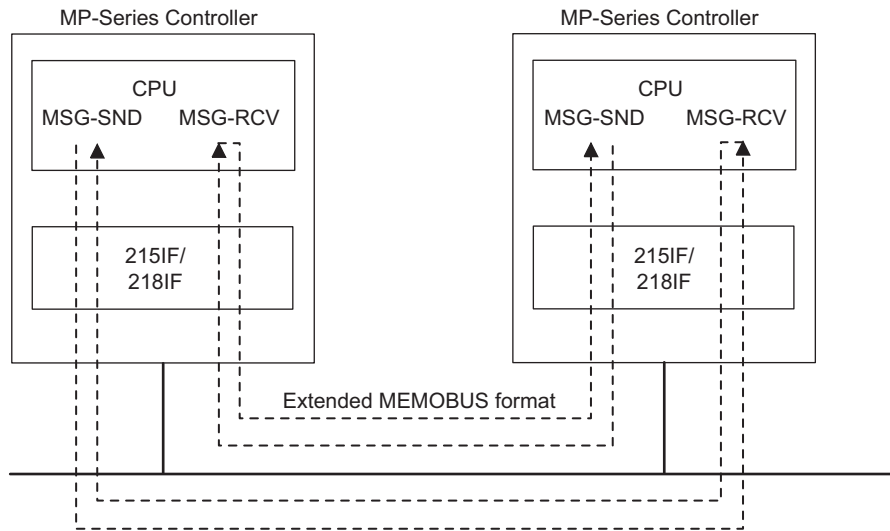 MP-Series Controller
CPU
MSG-SND MSG-RCV
215IF/
218IF
MP-Series Controller
CPU
MSG-SND MSG-RCV
215IF/
218IF
Extended MEMOBUS format